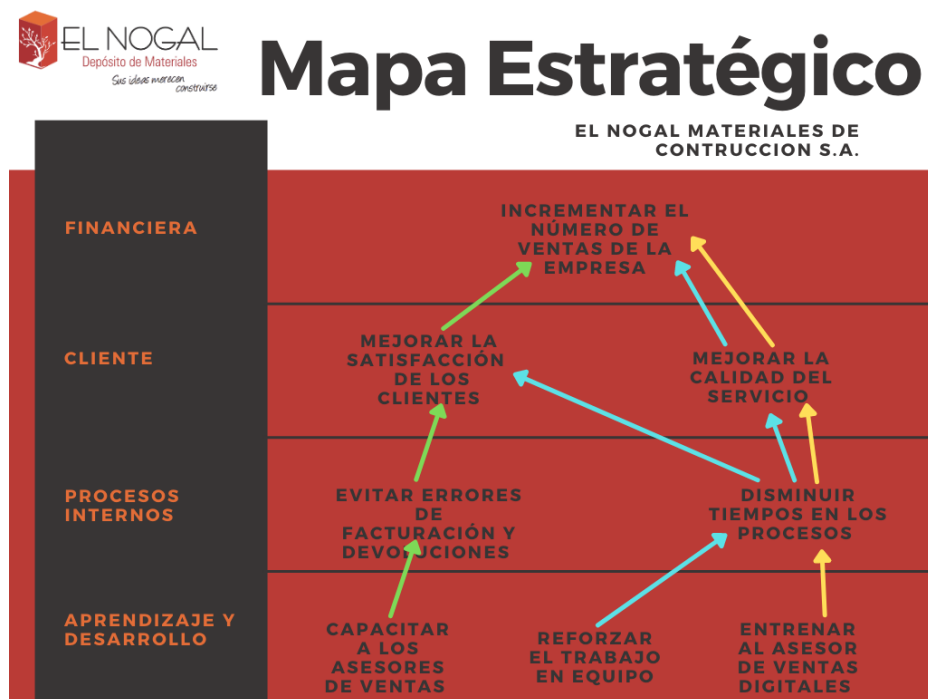 EL NOGAL
Depósito de Materiales
Sus ideas merecen
construirse
Mapa Estratégico
EL NOGAL MATERIALES DE
CONTRUCCION S.A.
FINANCIERA
INCREMENTAR EL
NÚMERO DE
VENTAS DE LA
EMPRESA
CLIENTE
MEJORAR LA
SATISFACCIÓN
DE LOS
CLIENTES
MEJORAR LA
CALIDAD DEL
SERVICIO
PROCESOS
INTERNOS
EVITAR ERRORES
DE
FACTURACIÓN Y
DEVOLUCIONES
DISMINUIR
TIEMPOS EN LOS
PROCESOS
APRENDIZAJE Y
DESARROLLO
CAPACITAR
A LOS
ASESORES
DE VENTAS
REFORZAR
EL TRABAJO
EN EQUIPO
ENTRENAR
AL ASESOR
DE VENTAS
DIGITALES